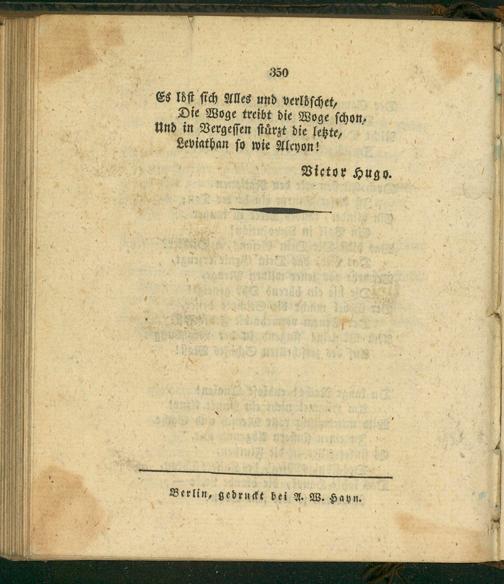 350
Es löst sich Alles und verlöschet,
Die Woge treibt die Woge schon,
Und in Vergessen stürzt die letzte,
Leviathan so wie Alcyon!
Victor Hugo.
Berlin, gedruckt bei A. W. Hayn.